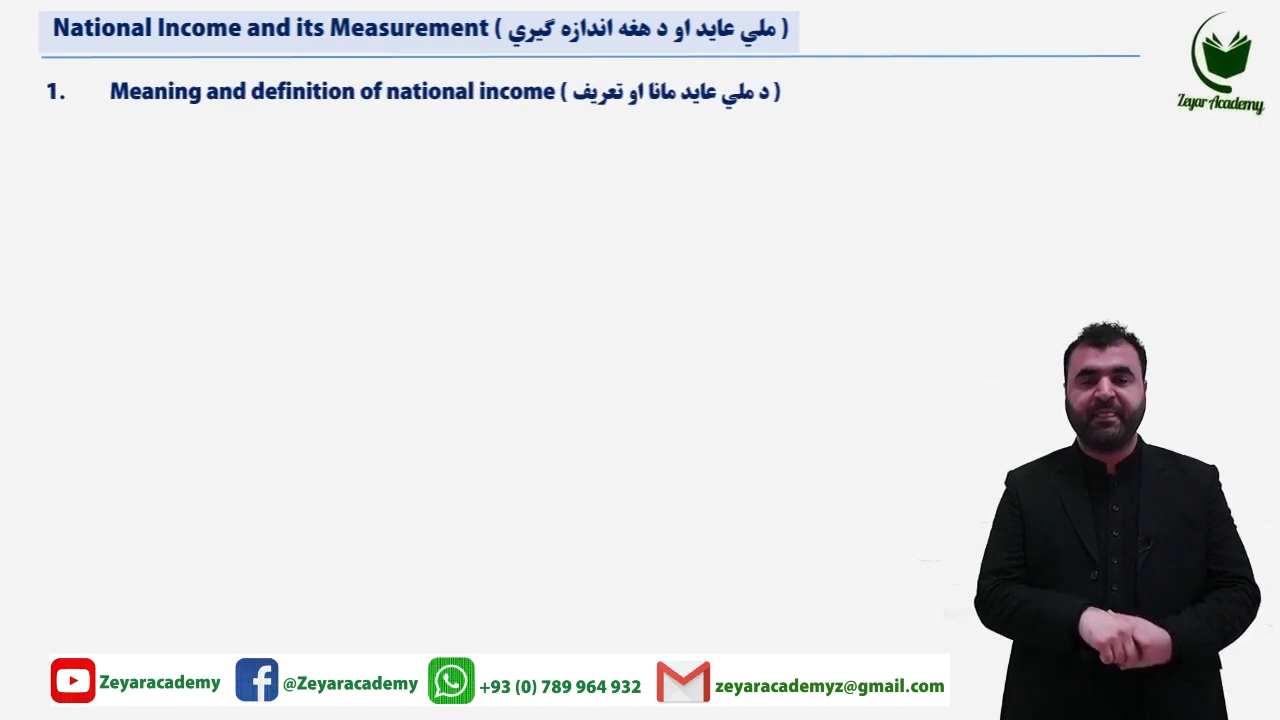 National Income and its Measurement ( ملي عايد او د هغه اندازه گيري )
Zeyar Academy
1. Meaning and definition of national income ( د ملي عايد مانا او تعريف )
Zeyaracademy @Zeyaracademy +93 (0) 789 964 932 zeyaracademyz@gmail.com